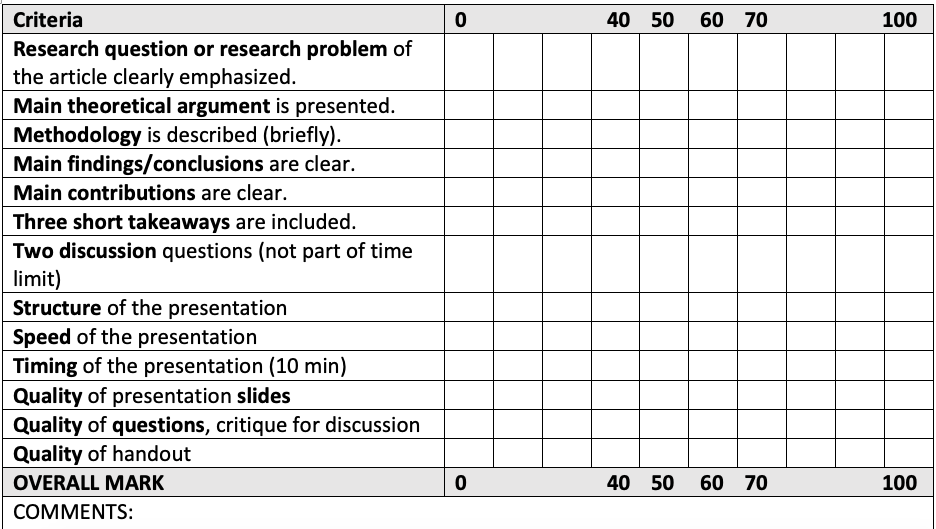 Criteria 0 40 50 60 70 100
Research question or research problem of
the article clearly emphasized.
Main theoretical argument is presented.
Methodology is described (briefly).
Main findings/conclusions are clear.
Main contributions are clear.
Three short takeaways are included.
Two discussion questions (not part of time
limit)
Structure of the presentation
Speed of the presentation
Timing of the presentation (10 min)
Quality of presentation slides
Quality of questions, critique for discussion
Quality of handout
OVERALL MARK 0 40 50 60 70 100
COMMENTS: